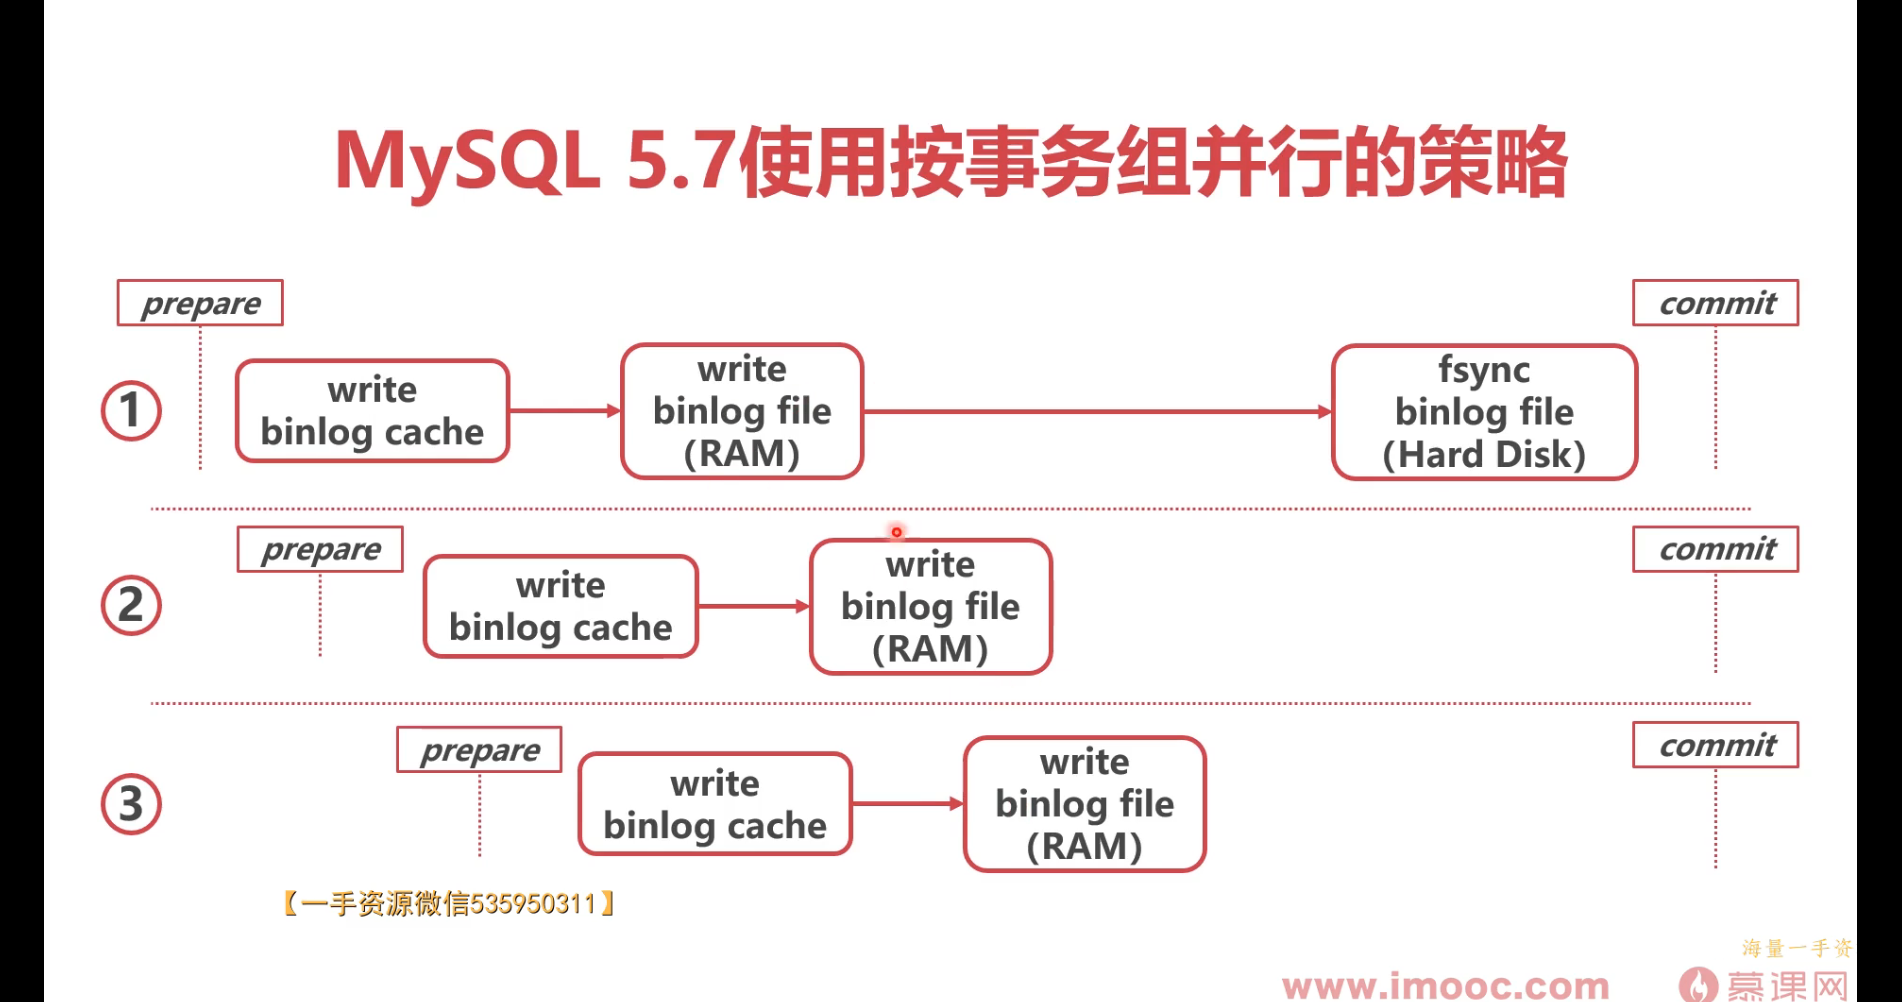 MySQL 5.7使用按事务组并行的策略
prepare
commit
①
write
binlog cache
write
binlog file
(RAM)
fsync
binlog file
(Hard Disk)
prepare
commit
②
write
binlog cache
write
binlog file
(RAM)
prepare
commit
③
write
binlog cache
write
binlog file
(RAM)
【一手资源微信535950311】
海量一手资
www.imooc.com
慕课网